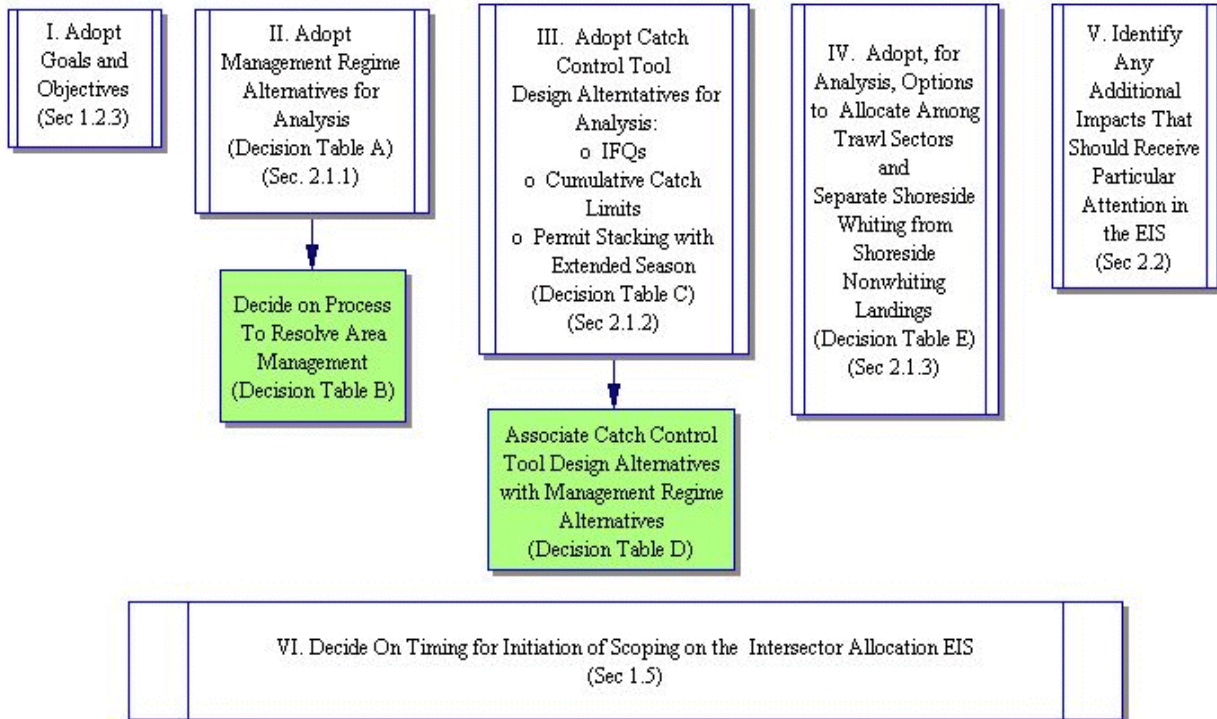 I. Adopt
Goals and
Objectives
(Sec 1.2.3)
II. Adopt
Management Regime
Alternatives for
Analysis
(Decision Table A)
(Sec. 2.1.1)
Decide on Process
To Resolve Area
Management
(Decision Table B)
III. Adopt Catch
Control Tool
Design Alterntatives for
Analysis:
o IFQs
o Cumulative Catch
Limits
o Permit Stacking with
Extended Season
(Decision Table C)
(Sec 2.1.2)
Associate Catch Control
Tool Design Alternatives
with Management Regime
Alternatives
(Decision Table D)
IV. Adopt, for
Analysis, Options
to Allocate Among
Trawl Sectors
and
Separate Shoreside
Whiting from
Shoreside
Nonwhiting
Landings
(Decision Table E)
(Sec 2.1.3)
V. Identify
Any
Additional
Impacts That
Should Receive
Particular
Attention in
the EIS
(Sec 2.2)
VI. Decide On Timing for Initiation of Scoping on the Intersector Allocation EIS
(Sec 1.5)